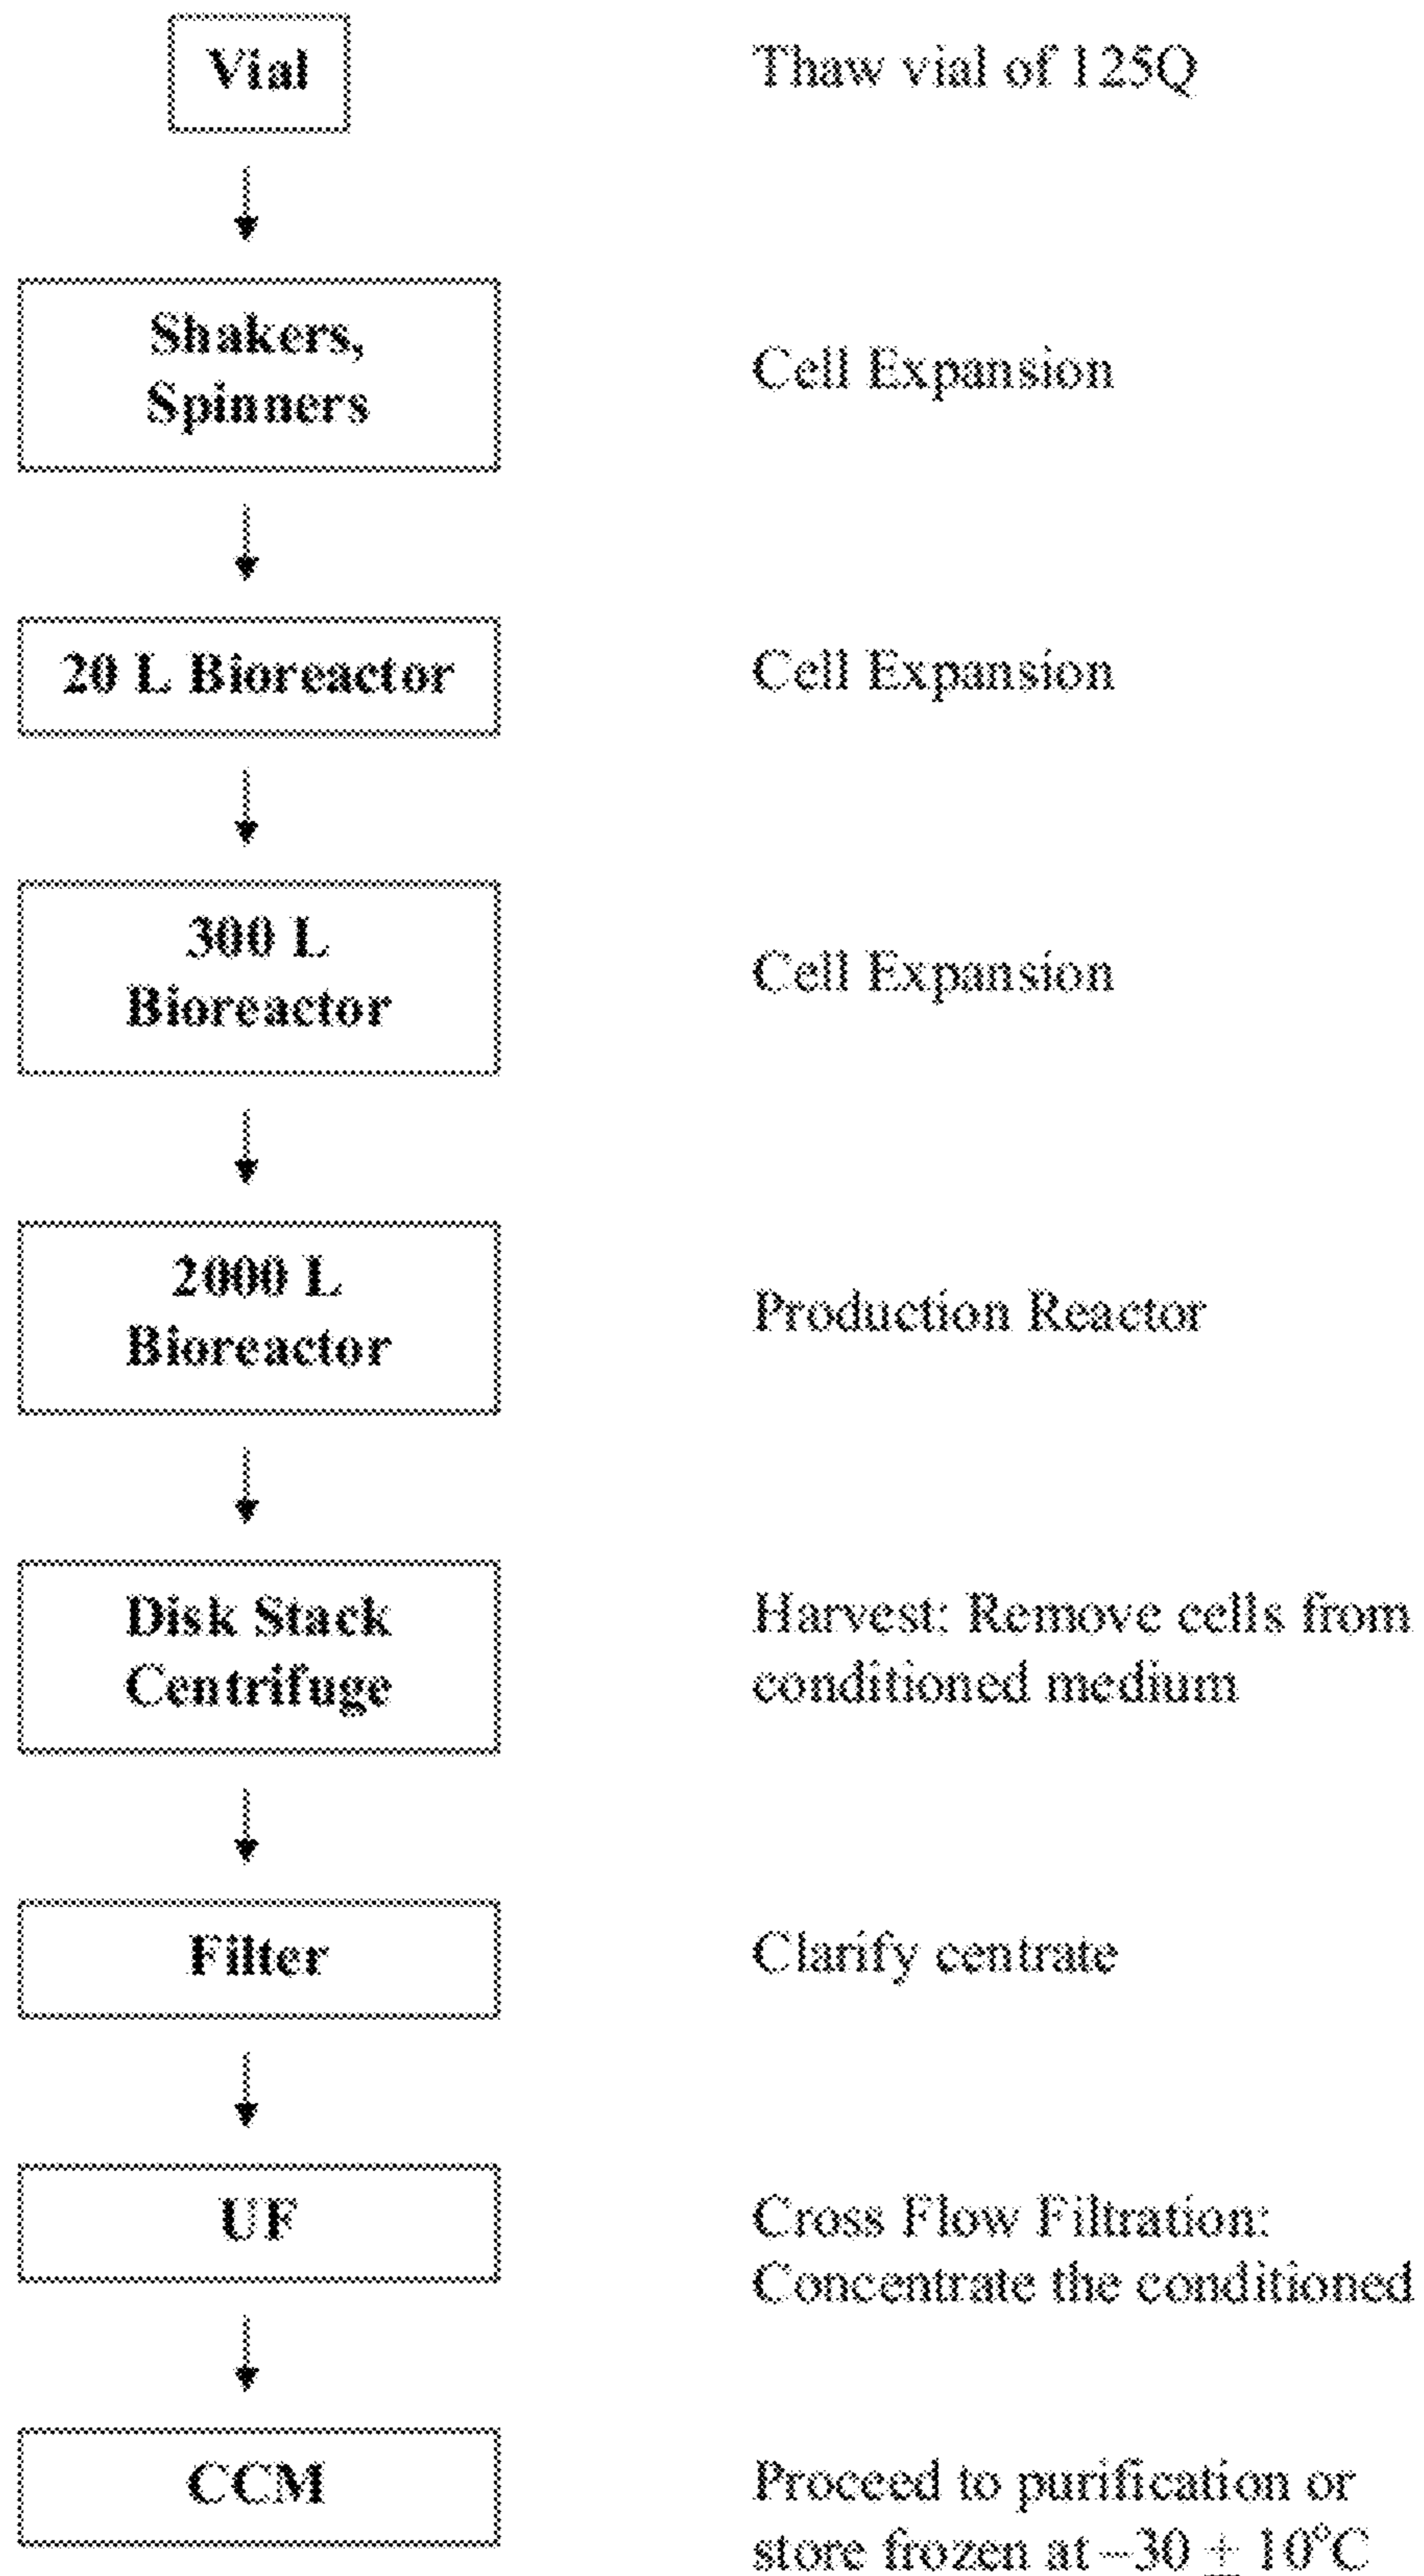 Vial
Thaw vial of 125Q
Shakers,
Spinners
Cell Expansion
20 L Bioreactor
Cell Expansion
300 L
Bioreactor
Cell Expansion
2000 L
Bioreactor
Production Reactor
Disk Stack
Centrifuge
Harvest: Remove cells from
conditioned medium
Filter
Clarify centrate
UF
Cross Flow Filtration:
Concentrate the conditioned
CCM
Proceed to purification or
store frozen at –30 ± 10°C